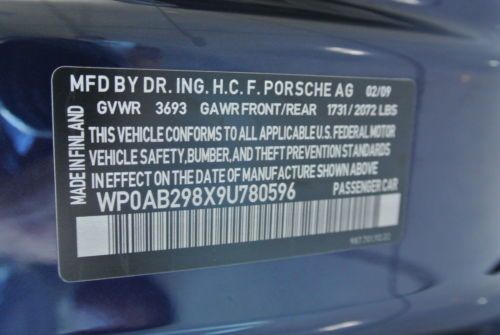 MFD BY DR. ING. H.C. F. PORSCHE AG 02/09
GVWR 3693 GAWR FRONT/REAR 1731/2072 LBS
MADE IN FINLAND
THIS VEHICLE CONFORMS TO ALL APPLICABLE U.S. FEDERAL MOTOR
VEHICLE SAFETY, BUMPER, AND THEFT PREVENTION STANDARDS
IN EFFECT ON THE DATE OF MANUFACTURE SHOWN ABOVE
WP0AB298X9U780596 PASSENGER CAR